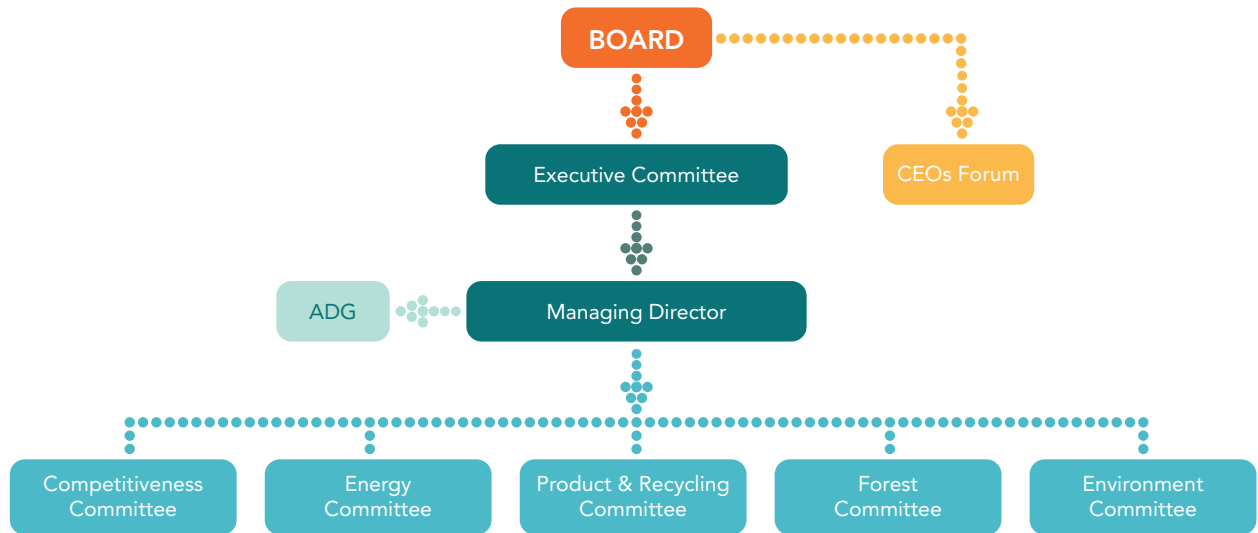 BOARD
Executive Committee
CEOs Forum
ADG
Managing Director
Competitiveness
Committee
Energy
Committee
Product & Recycling
Committee
Forest
Committee
Environment
Committee